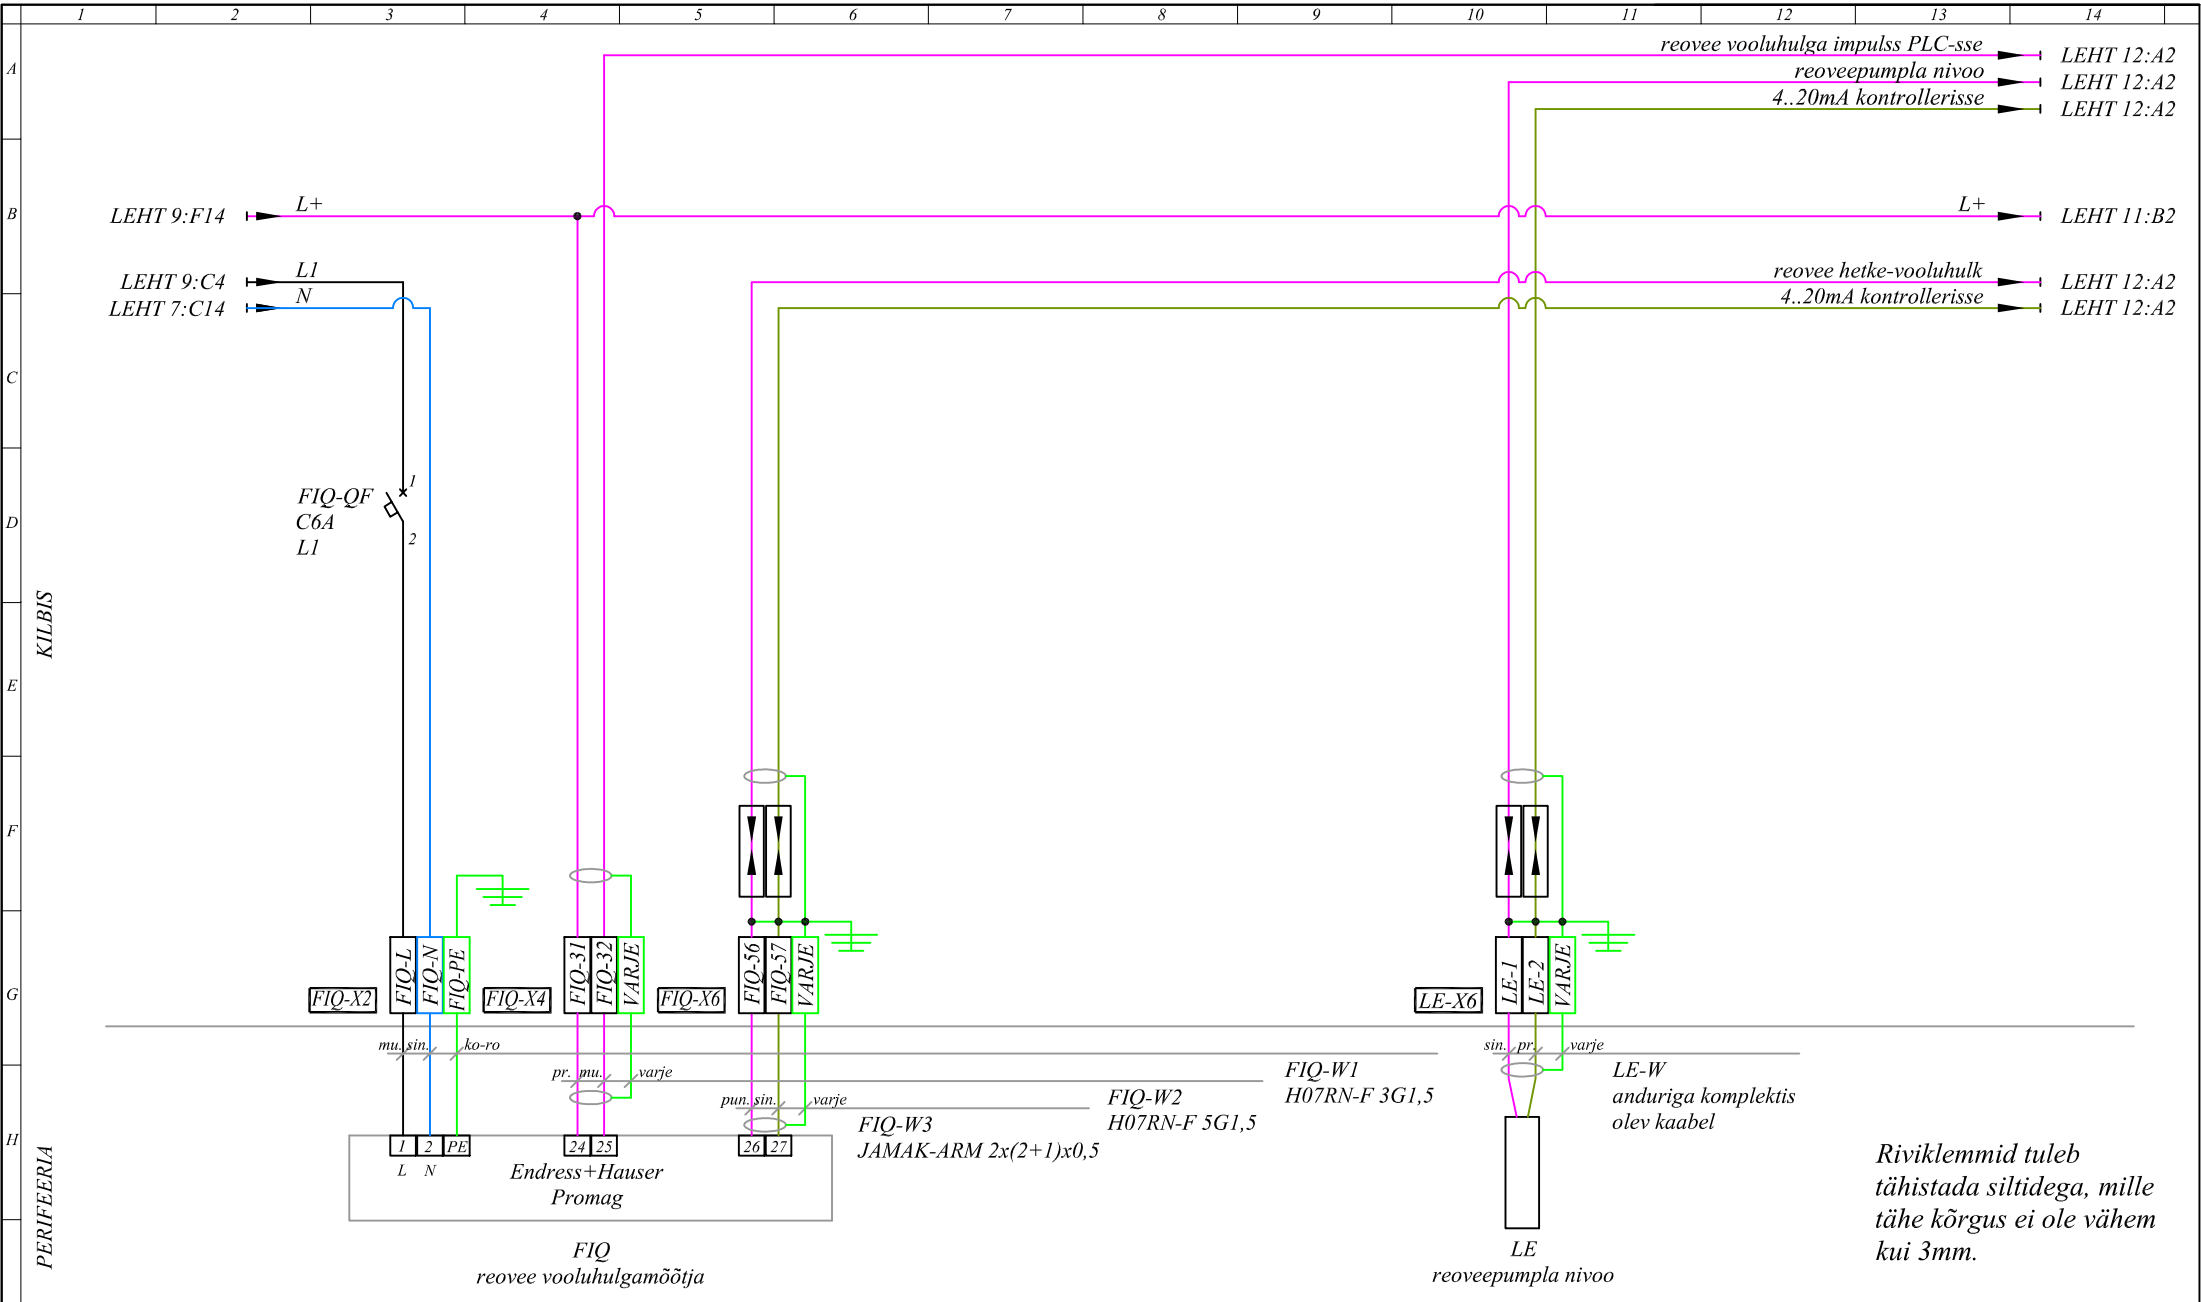 1 2 3 4 5 6 7 8 9 10 11 12 13 14
A
reovee vooluhulga impulss PLC-sse LEHT 12:A2
reoveepumpla nivoo LEHT 12:A2
4..20mA kontrollerisse LEHT 12:A2
B
LEHT 9:F14 L+ L+ LEHT 11:B2
LEHT 9:C4 L1 reovee hetke-vooluhulk LEHT 12:A2
LEHT 7:C14 N 4..20mA kontrollerisse LEHT 12:A2
C
D
FIQ-QF
C6A
L1
1
2
KILBIS
E
F
G
FIQ-X2 FIQ-L FIQ-N FIQ-PE
FIQ-X4 FIQ-31 FIQ-32 VARJE
FIQ-X6 FIQ-56 FIQ-57 VARJE
LE-X6 LE-1 LE-2 VARJE
mu. sin. ko-ro
pr. mu. varje
pun. sin. varje
sin. pr. varje
FIQ-W1
H07RN-F 3G1,5
FIQ-W2
H07RN-F 5G1,5
FIQ-W3
JAMAK-ARM 2x(2+1)x0,5
LE-W
anduriga komplektis
olev kaabel
H
PERIFEERIA
1 2 PE 24 25 26 27
L N
Endress+Hauser
Promag
FIQ
reovee vooluhulgamõõtja
LE
reoveepumpla nivoo
Riviklemmid tuleb
tähistada siltidega, mille
tähe kõrgus ei ole vähem
kui 3mm.